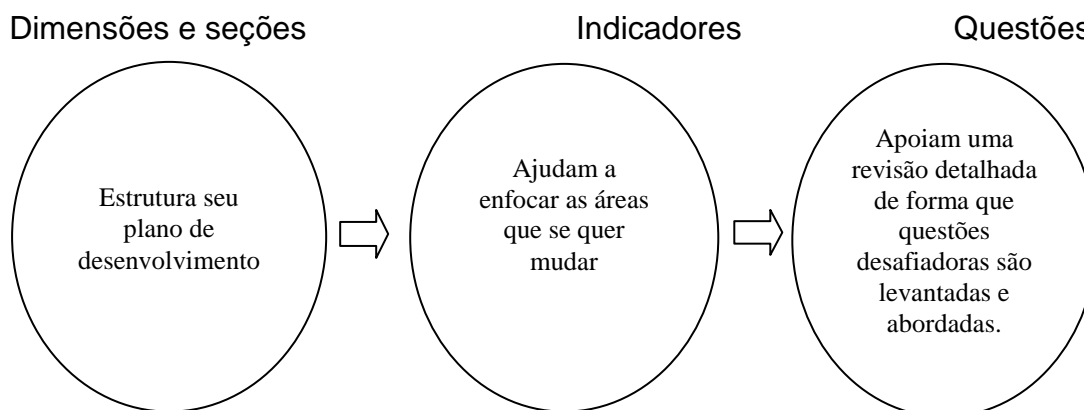 Dimensões e seções
Indicadores
Questões
Estrutura seu
plano de
desenvolvimento
Ajudam a
enfocar as áreas
que se quer
mudar
Apoiam uma
revisão detalhada
de forma que
questões
desafiadoras são
levantadas e
abordadas.